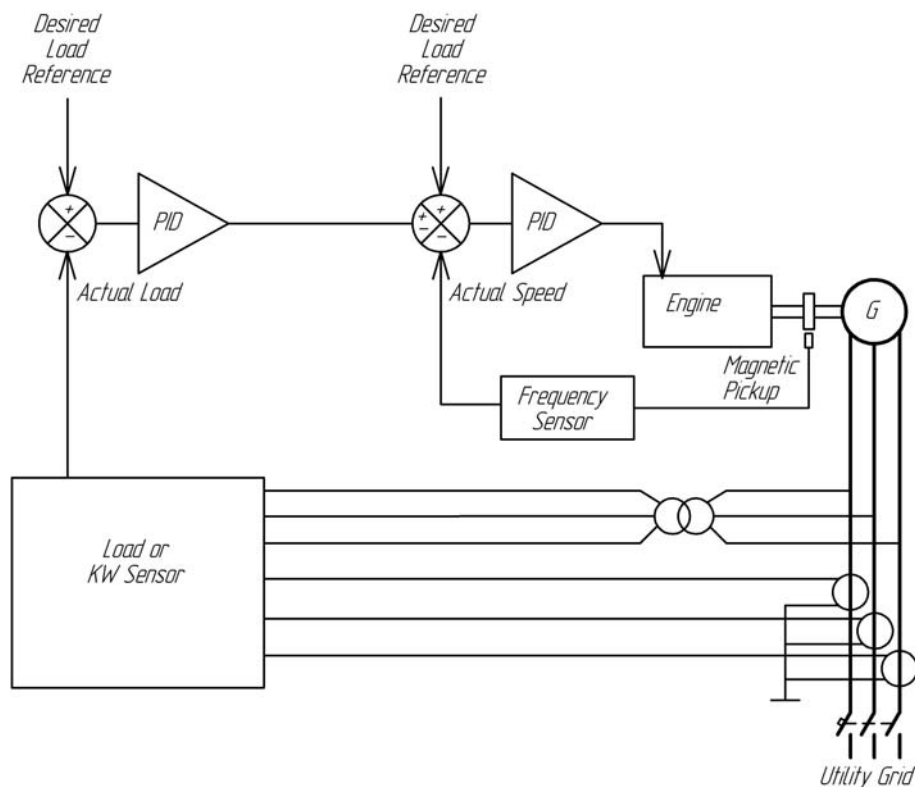 Desired
Load
Reference
Desired
Load
Reference
+
−
PID
+
+
−
−
PID
Actual Load
Actual Speed
Engine
G
Magnetic
Pickup
Frequency
Sensor
Load or
KW Sensor
Utility Grid